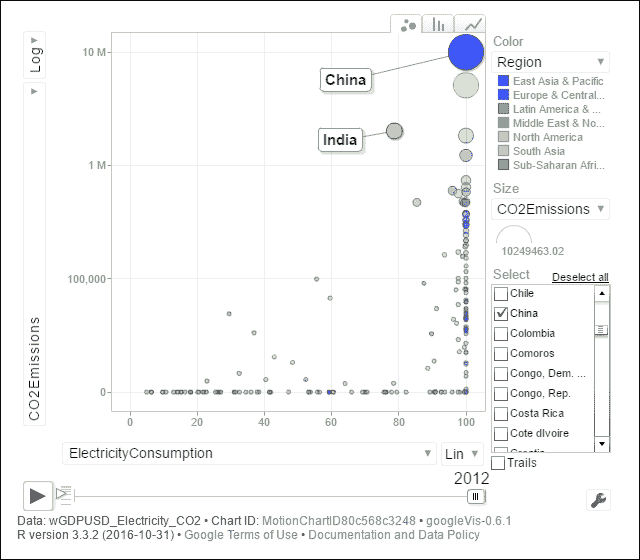 Log
CO2Emissions
10 M
1 M
100,000
0
China
India
0
20
40
60
80
100
ElectricityConsumption
Lin
Color
Region
East Asia & Pacific
Europe & Central...
Latin America & ...
Middle East & No...
North America
South Asia
Sub-Saharan Afri...
Size
CO2Emissions
10249463.02
Select
Deselect all
Chile
China
Colombia
Comoros
Congo, Dem. ...
Congo, Rep.
Costa Rica
Cote dIvoire
Croatia
Trails
2012
Data: wGDPUSD_Electricity_CO2 • Chart ID: MotionChartID80c568c3248 • googleVis-0.6.1
R version 3.3.2 (2016-10-31) • Google Terms of Use • Documentation and Data Policy